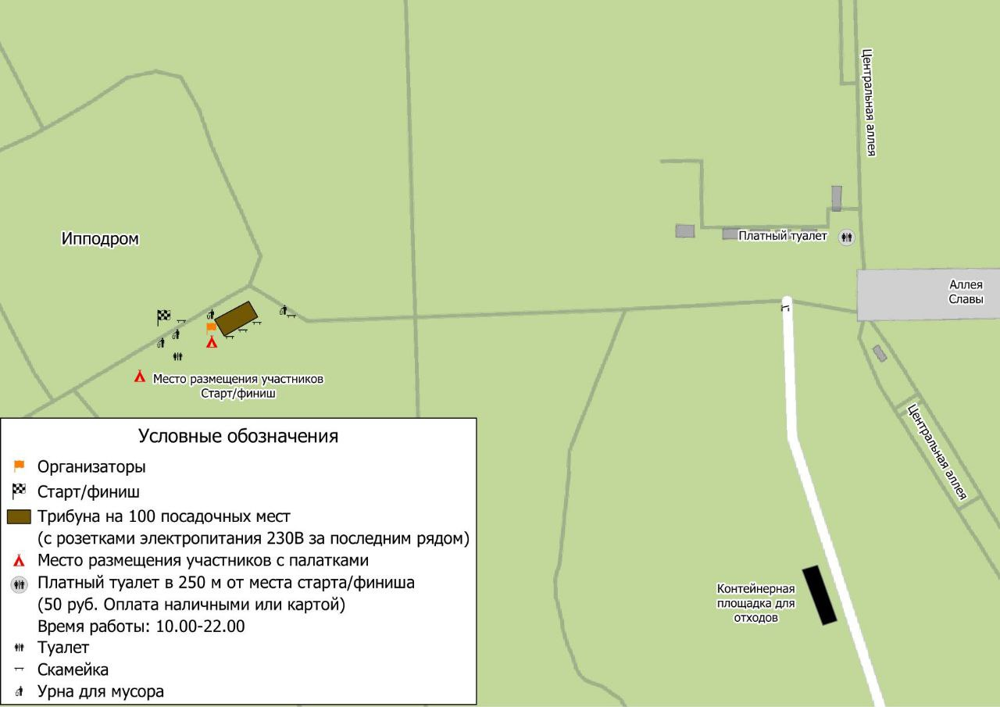 Центральная аллея
Ипподром
Платный туалет
Аллея
Славы
Место размещения участников
Старт/финиш
Центральная аллея
Контейнерная
площадка для
отходов
Условные обозначения
Организаторы
Старт/финиш
Трибуна на 100 посадочных мест
(с розетками электропитания 230В за последним рядом)
Место размещения участников с палатками
Платный туалет в 250 м от места старта/финиша
(50 руб. Оплата наличными или картой)
Время работы: 10.00-22.00
Туалет
Скамейка
Урна для мусора